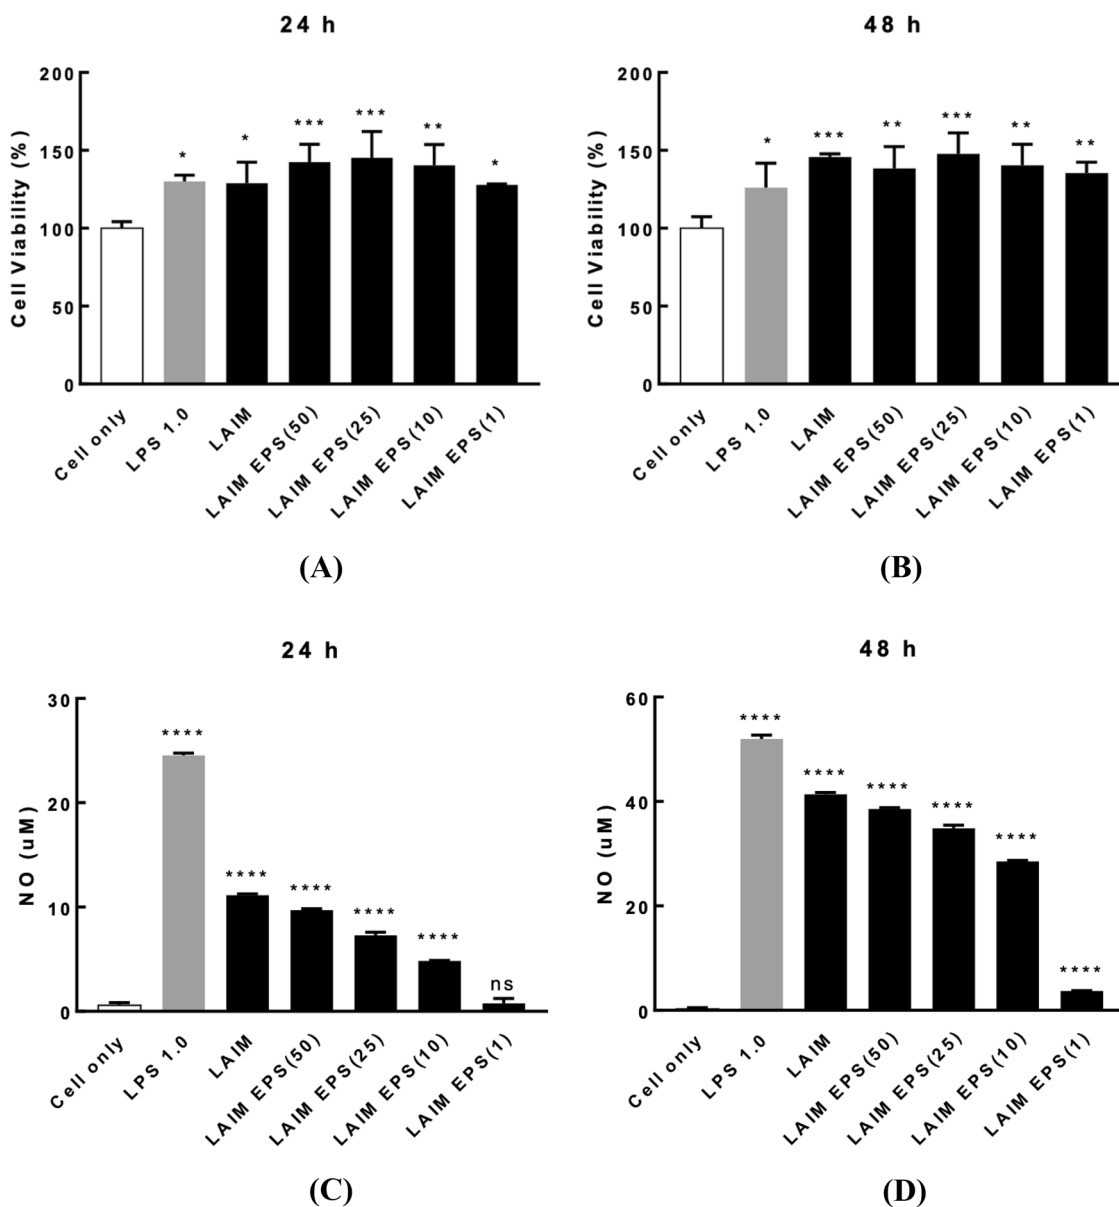 24 h
Cell Viability (%)
200
150
100
50
0
*
*
*
***
***
**
*
Cell only
LPS 1.0
LAIM
LAIM EPS(50)
LAIM EPS(25)
LAIM EPS(10)
LAIM EPS(1)
(A)
48 h
Cell Viability (%)
200
150
100
50
0
*
***
**
***
**
**
Cell only
LPS 1.0
LAIM
LAIM EPS(50)
LAIM EPS(25)
LAIM EPS(10)
LAIM EPS(1)
(B)
24 h
NO (uM)
30
20
10
0
****
****
****
****
****
ns
Cell only
LPS 1.0
LAIM
LAIM EPS(50)
LAIM EPS(25)
LAIM EPS(10)
LAIM EPS(1)
(C)
48 h
NO (uM)
60
40
20
0
****
****
****
****
****
****
Cell only
LPS 1.0
LAIM
LAIM EPS(50)
LAIM EPS(25)
LAIM EPS(10)
LAIM EPS(1)
(D)